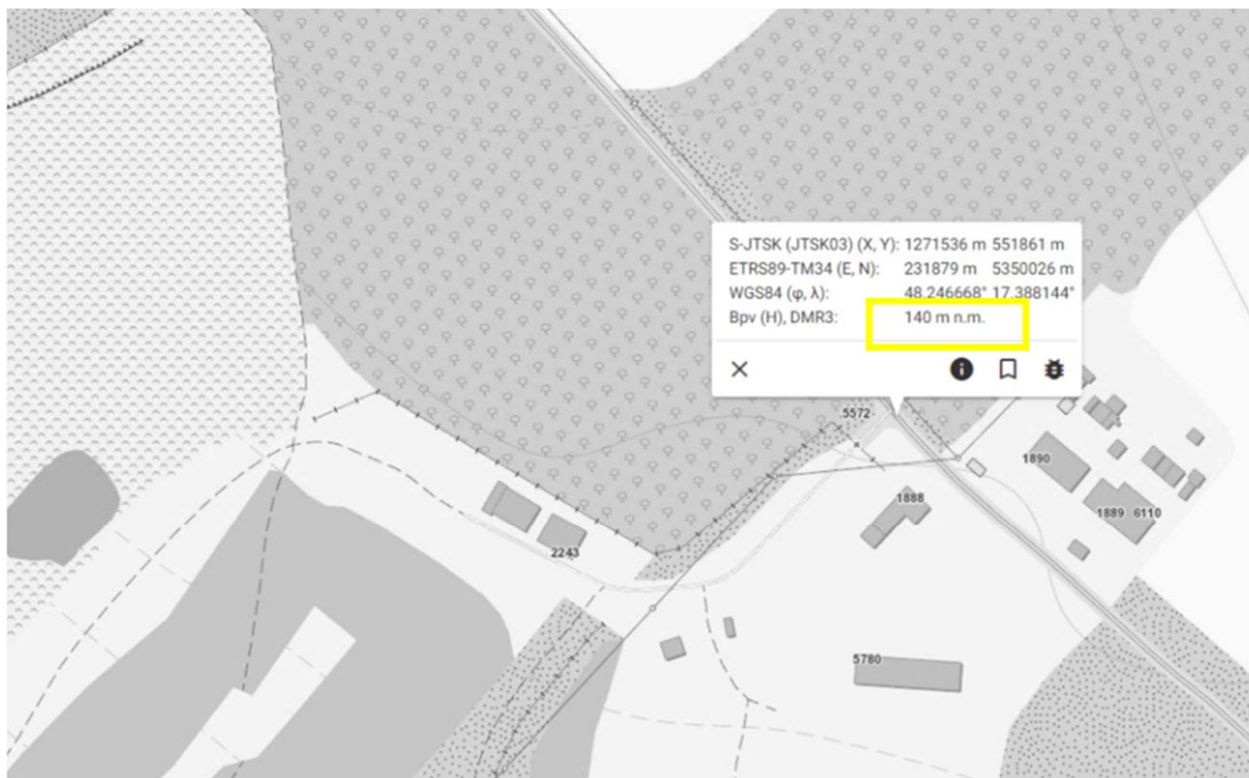 S-JTSK (JTSK03) (X, Y): 1271536 m 551861 m
ETRS89-TM34 (E, N): 231879 m 5350026 m
WGS84 (φ, λ): 48.246668° 17.388144°
Bpv (H), DMR3: 140 m n.m.
5572
1890
1888
1889 6110
2243
5780